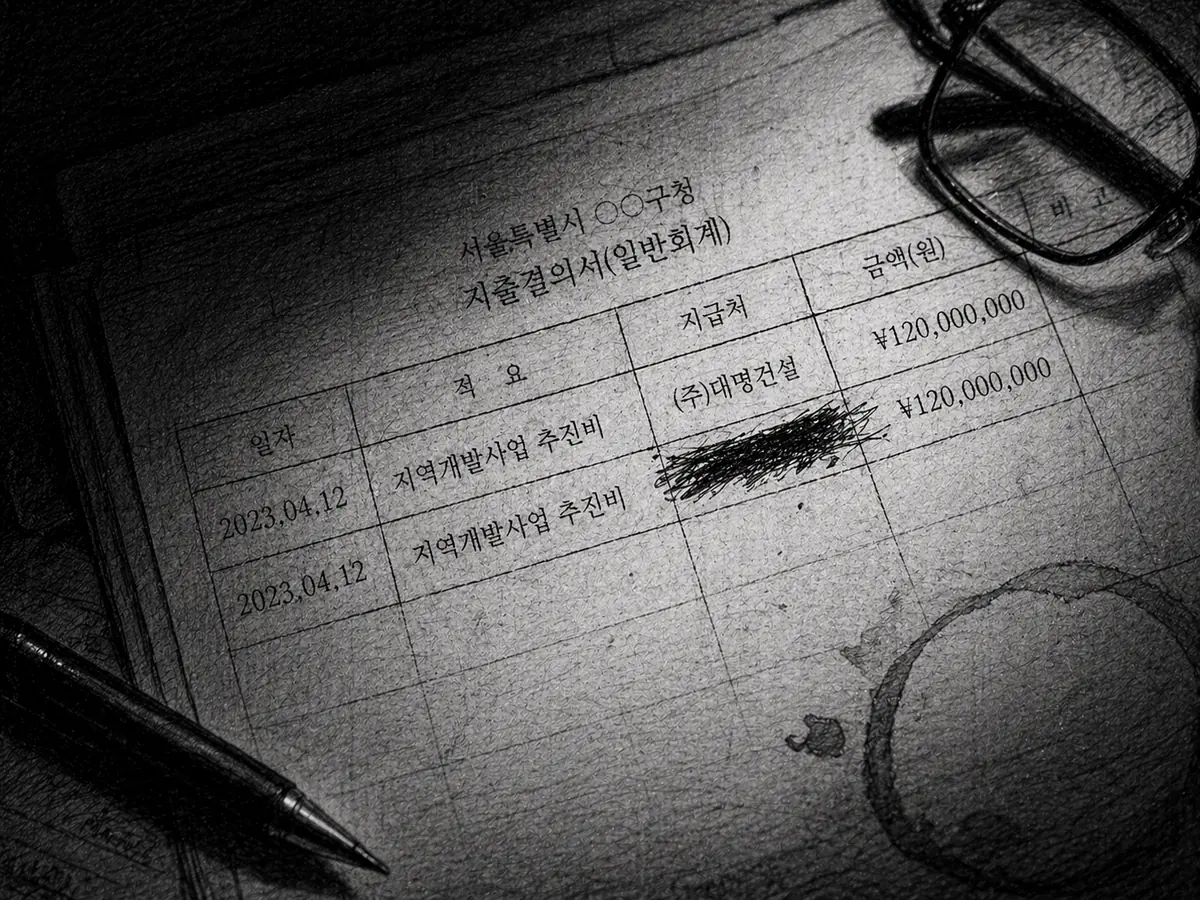 서울특별시 ○○구청
지출결의서(일반회계)
일자 적 요 지급처 금액(원) 비 고
2023.04.12 지역개발사업 추진비 (주)대명건설 ₩120,000,000
2023.04.12 지역개발사업 추진비 ₩120,000,000